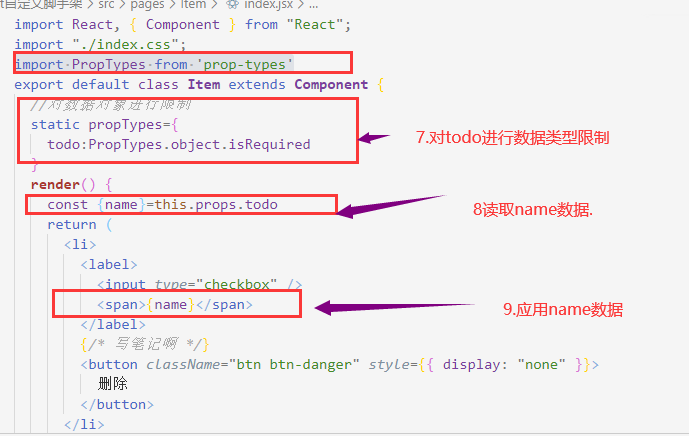 t自定义脚手架 > src > pages > Item > index.jsx > ...
import React, { Component } from "React";
import "./index.css";
import PropTypes from 'prop-types'
export default class Item extends Component {
//对数据对象进行限制
static propTypes={
todo:PropTypes.object.isRequired
7.对todo进行数据类型限制
}
render() {
const {name}=this.props.todo
8读取name数据.
return (
<li>
<label>
<input type="checkbox" />
<span>{name}</span>
9.应用name数据
</label>
{/* 写笔记啊 */}
<button className="btn btn-danger" style={{ display: "none" }}>
删除
</button>
</li>